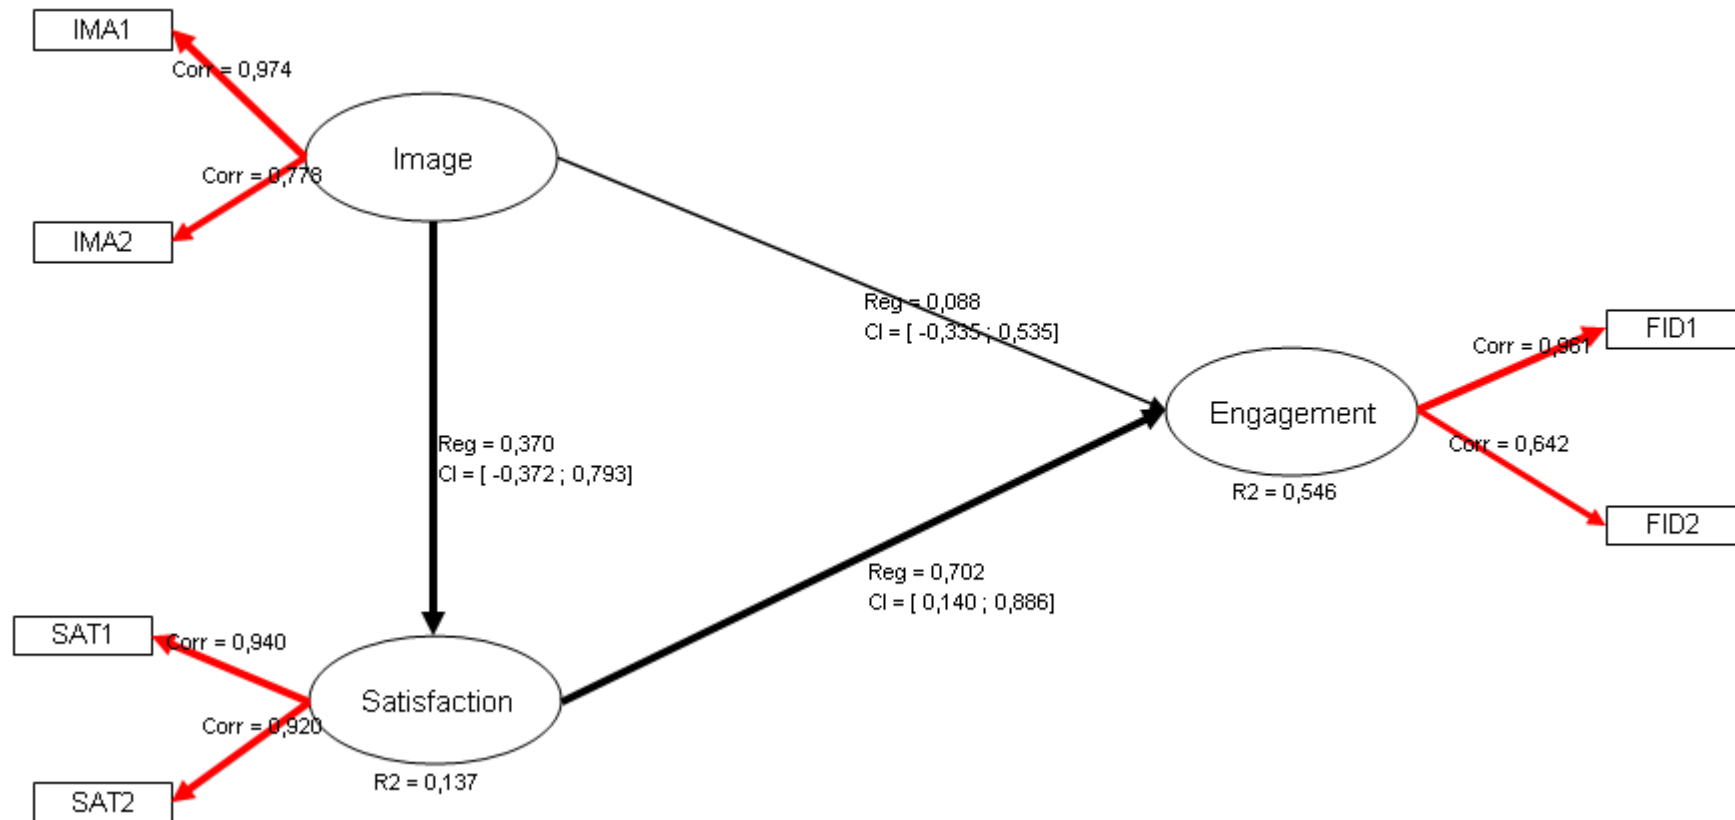 IMA1
Corr = 0,974
Image
Corr = 0,778
IMA2
Reg = 0,088
CI = [ -0,335 ; 0,535]
FID1
Corr = 0,961
Engagement
Reg = 0,370
CI = [ -0,372 ; 0,793]
Corr = 0,642
R2 = 0,546
FID2
Reg = 0,702
CI = [ 0,140 ; 0,886]
SAT1
Corr = 0,940
Satisfaction
Corr = 0,920
R2 = 0,137
SAT2